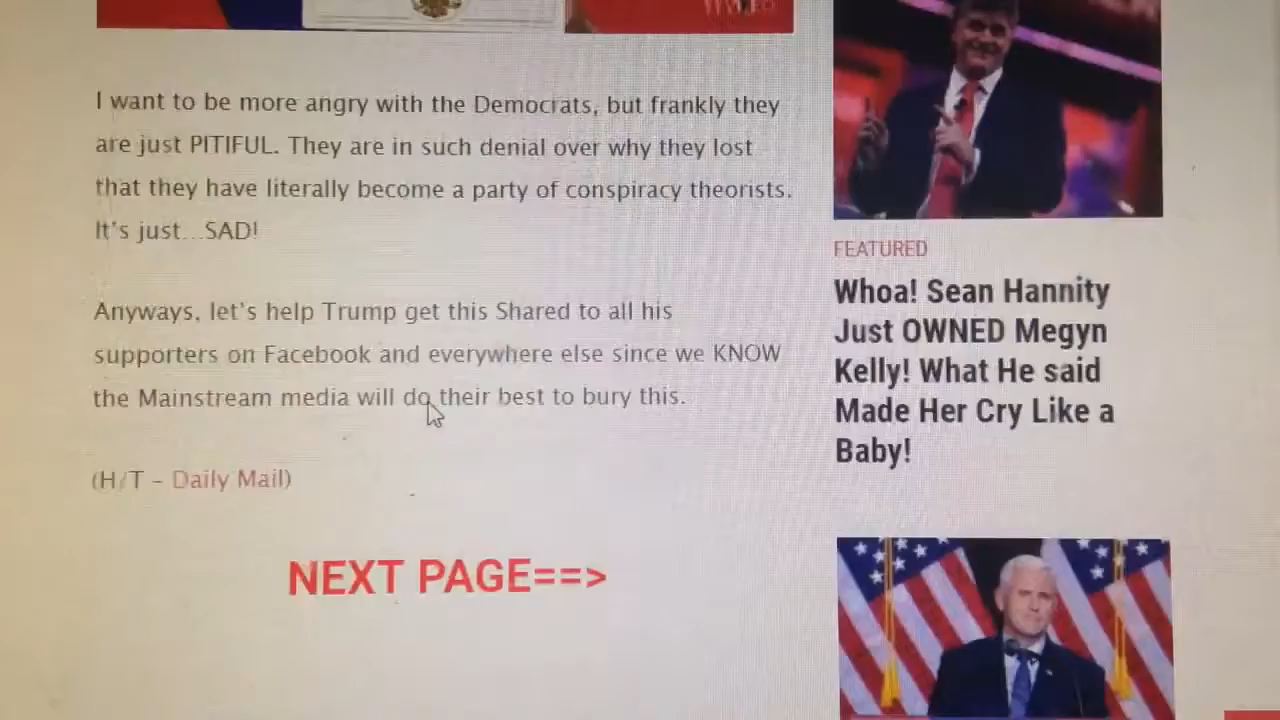 I want to be more angry with the Democrats, but frankly they
are just PITIFUL. They are in such denial over why they lost
that they have literally become a party of conspiracy theorists.
It's just...SAD!
Anyways, let's help Trump get this Shared to all his
supporters on Facebook and everywhere else since we KNOW
the Mainstream media will do their best to bury this.
(H/T – Daily Mail)
NEXT PAGE==>
FEATURED
Whoa! Sean Hannity
Just OWNED Megyn
Kelly! What He said
Made Her Cry Like a
Baby!